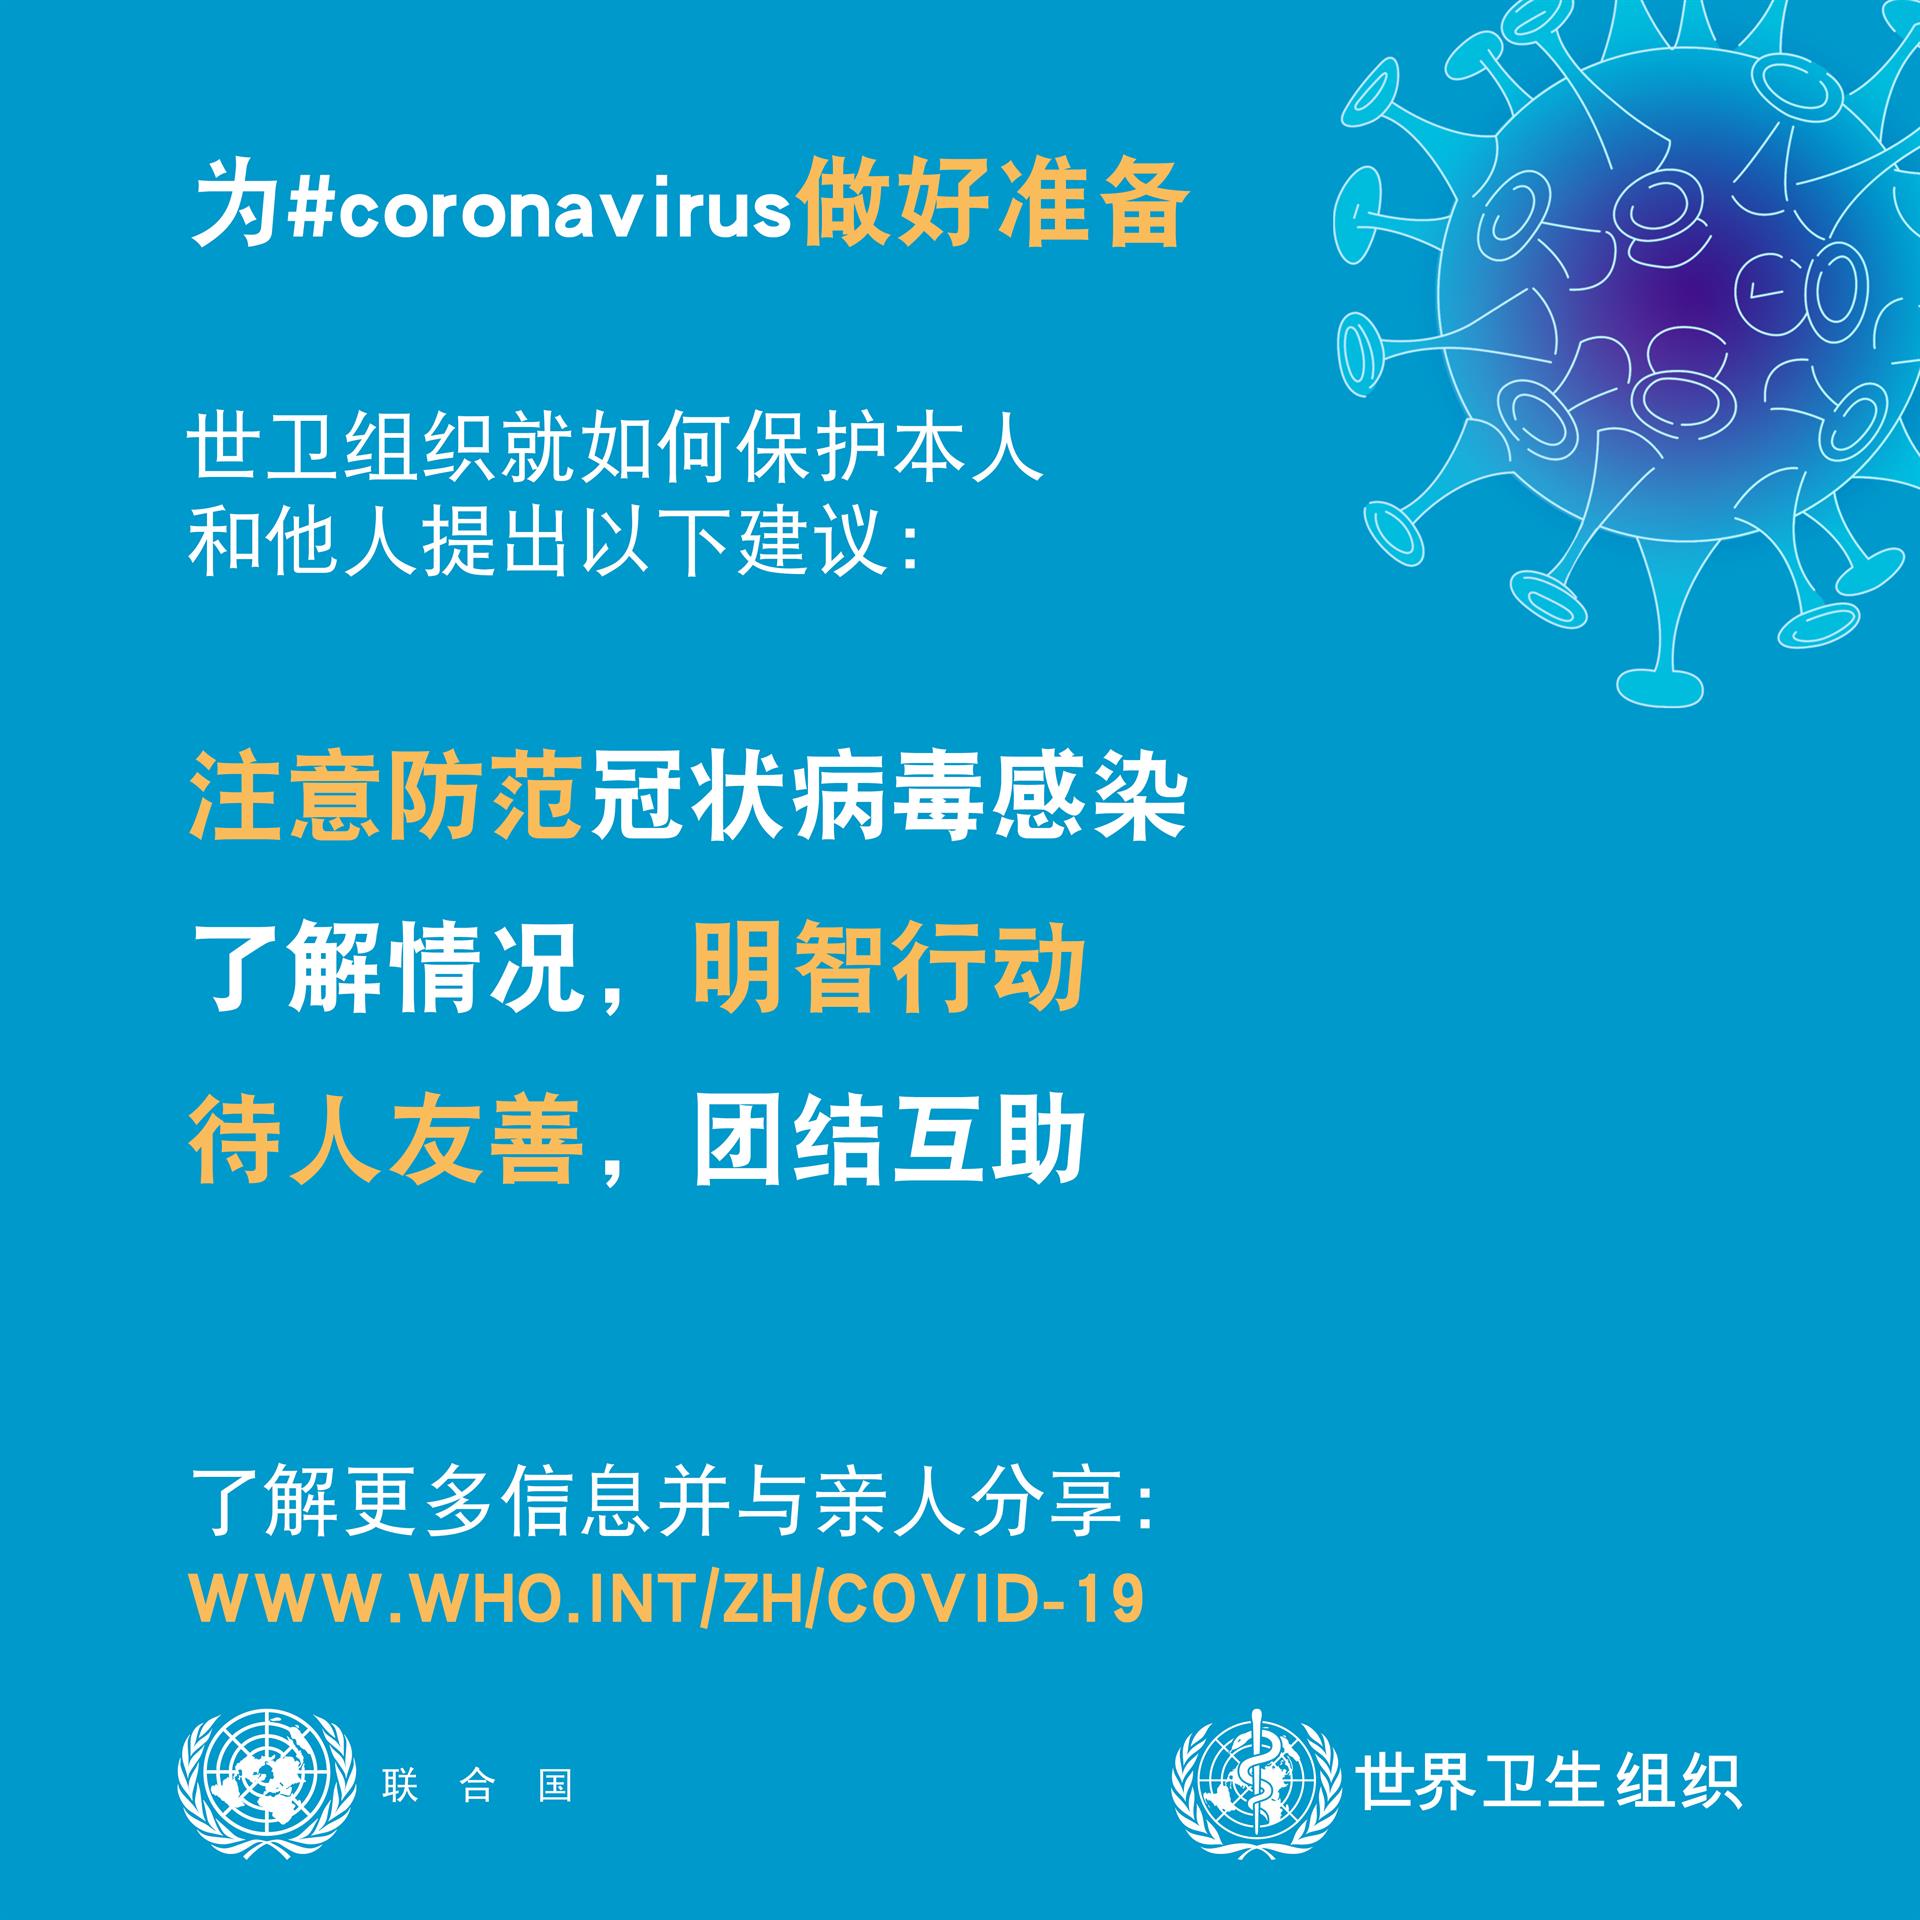 为#coronavirus做好准备
世卫组织就如何保护本人
和他人提出以下建议：
注意防范冠状病毒感染
了解情况，明智行动
待人友善，团结互助
了解更多信息并与亲人分享：
WWW.WHO.INT/ZH/COVID-19
联合国
世界卫生组织